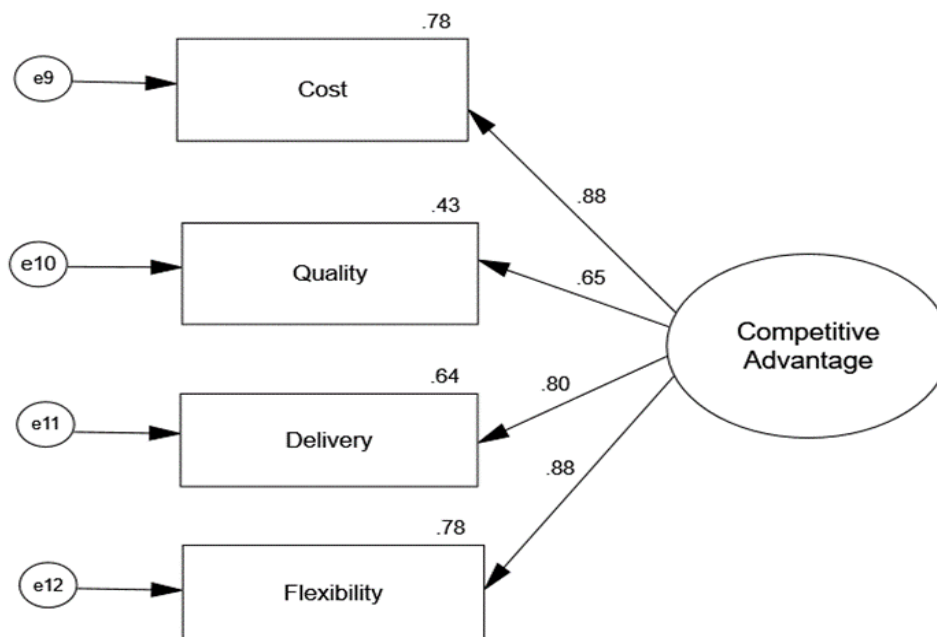 .78
e9
Cost
.88
.43
e10
Quality
.65
Competitive
Advantage
.64
e11
Delivery
.80
.88
.78
e12
Flexibility